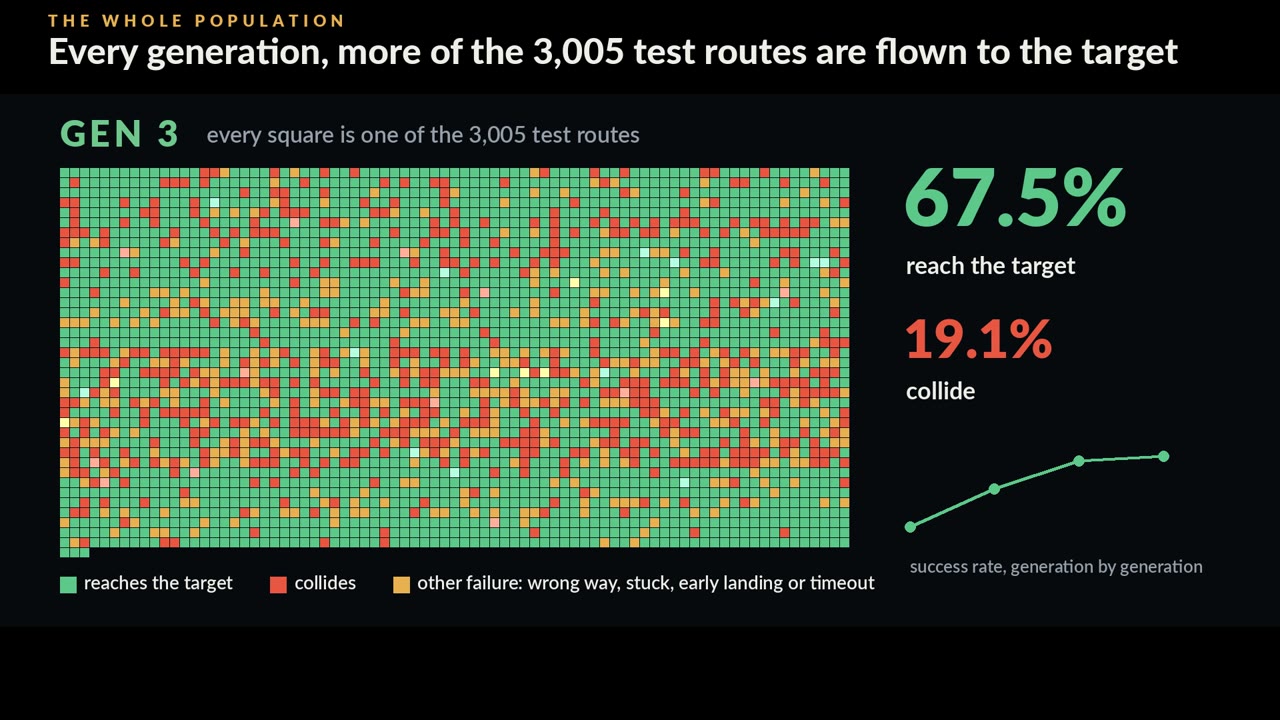 THE WHOLE POPULATION
Every generation, more of the 3,005 test routes are flown to the target
GEN 3 every square is one of the 3,005 test routes
67.5%
reach the target
19.1%
collide
success rate, generation by generation
reaches the target collides other failure: wrong way, stuck, early landing or timeout